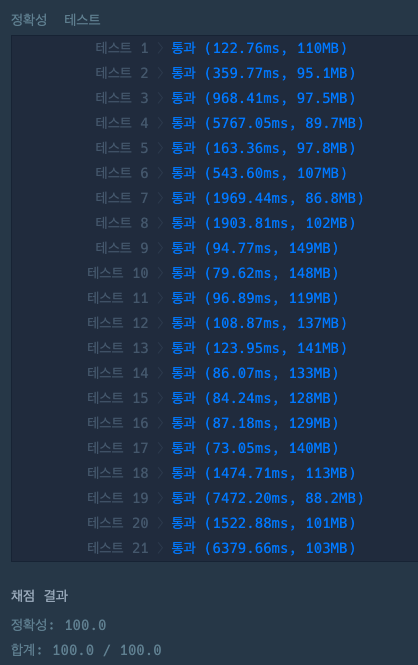 정확성 테스트
테스트 1 > 통과 (122.76ms, 110MB)
테스트 2 > 통과 (359.77ms, 95.1MB)
테스트 3 > 통과 (968.41ms, 97.5MB)
테스트 4 > 통과 (5767.05ms, 89.7MB)
테스트 5 > 통과 (163.36ms, 97.8MB)
테스트 6 > 통과 (543.60ms, 107MB)
테스트 7 > 통과 (1969.44ms, 86.8MB)
테스트 8 > 통과 (1903.81ms, 102MB)
테스트 9 > 통과 (94.77ms, 149MB)
테스트 10 > 통과 (79.62ms, 148MB)
테스트 11 > 통과 (96.89ms, 119MB)
테스트 12 > 통과 (108.87ms, 137MB)
테스트 13 > 통과 (123.95ms, 141MB)
테스트 14 > 통과 (86.07ms, 133MB)
테스트 15 > 통과 (84.24ms, 128MB)
테스트 16 > 통과 (87.18ms, 129MB)
테스트 17 > 통과 (73.05ms, 140MB)
테스트 18 > 통과 (1474.71ms, 113MB)
테스트 19 > 통과 (7472.20ms, 88.2MB)
테스트 20 > 통과 (1522.88ms, 101MB)
테스트 21 > 통과 (6379.66ms, 103MB)
채점 결과
정확성: 100.0
합계: 100.0 / 100.0